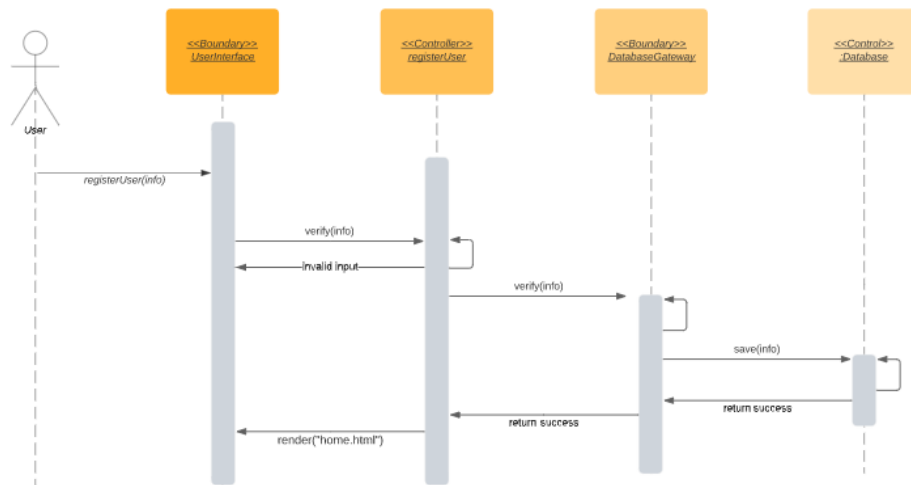 <<Boundary>>
UserInterface
<<Controller>>
registerUser
<<Boundary>>
DatabaseGateway
<<Control>>
:Database
User
registerUser(info)
verify(info)
Invalid Input
verify(info)
save(info)
return success
return success
render("home.html")